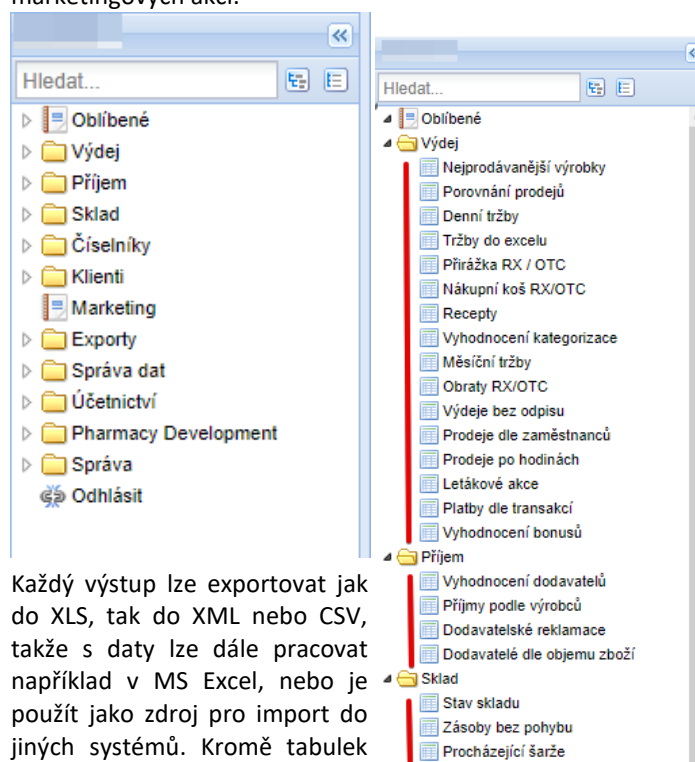 marketingových akcí.
Hledat...
Oblíbené
Výdej
Příjem
Sklad
Číselníky
Klienti
Marketing
Exporty
Správa dat
Účetnictví
Pharmacy Development
Správa
Odhlásit
Každý výstup lze exportovat jak
do XLS, tak do XML nebo CSV,
takže s daty lze dále pracovat
například v MS Excel, nebo je
použít jako zdroj pro import do
jiných systémů. Kromě tabulek
Hledat...
Oblíbené
Výdej
Nejprodávanější výrobky
Porovnání prodejů
Denní tržby
Tržby do excelu
Přirážka RX / OTC
Nákupní koš RX/OTC
Recepty
Vyhodnocení kategorizace
Měsíční tržby
Obraty RX/OTC
Výdeje bez odpisu
Prodeje dle zaměstnanců
Prodeje po hodinách
Letákové akce
Platby dle transakcí
Vyhodnocení bonusů
Příjem
Vyhodnocení dodavatelů
Příjmy podle výrobců
Dodavatelské reklamace
Dodavatelé dle objemu zboží
Sklad
Stav skladu
Zásoby bez pohybu
Procházející šarže